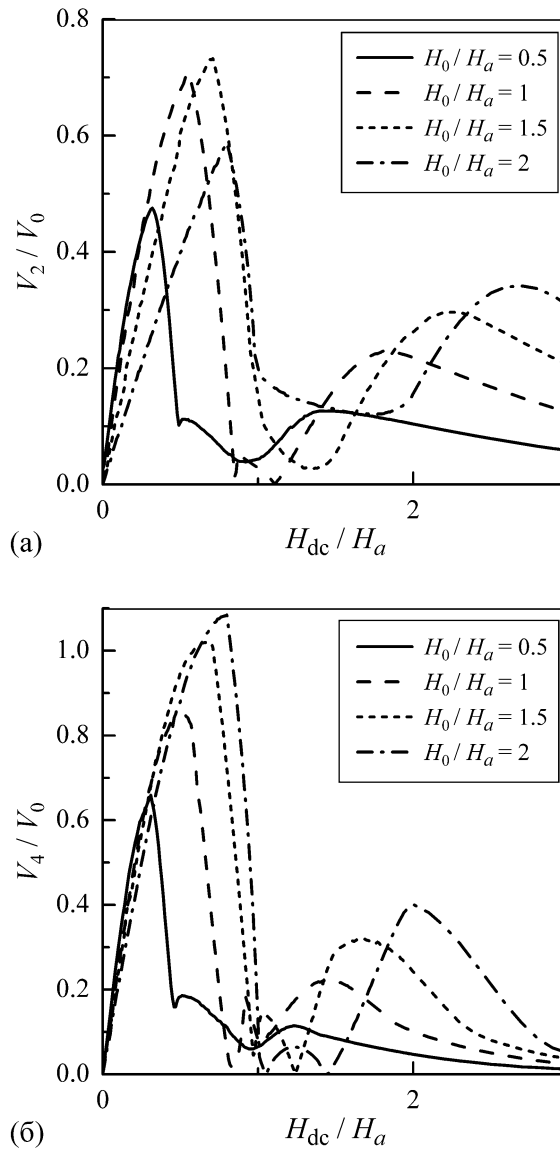 0.8
0.6
0.4
0.2
0.0
V₂ / V₀
H₀ / Hₐ = 0.5
H₀ / Hₐ = 1
H₀ / Hₐ = 1.5
H₀ / Hₐ = 2
0
2
(а)
H_dc / Hₐ
1.0
0.8
0.6
0.4
0.2
0.0
V₄ / V₀
H₀ / Hₐ = 0.5
H₀ / Hₐ = 1
H₀ / Hₐ = 1.5
H₀ / Hₐ = 2
0
2
(б)
H_dc / Hₐ